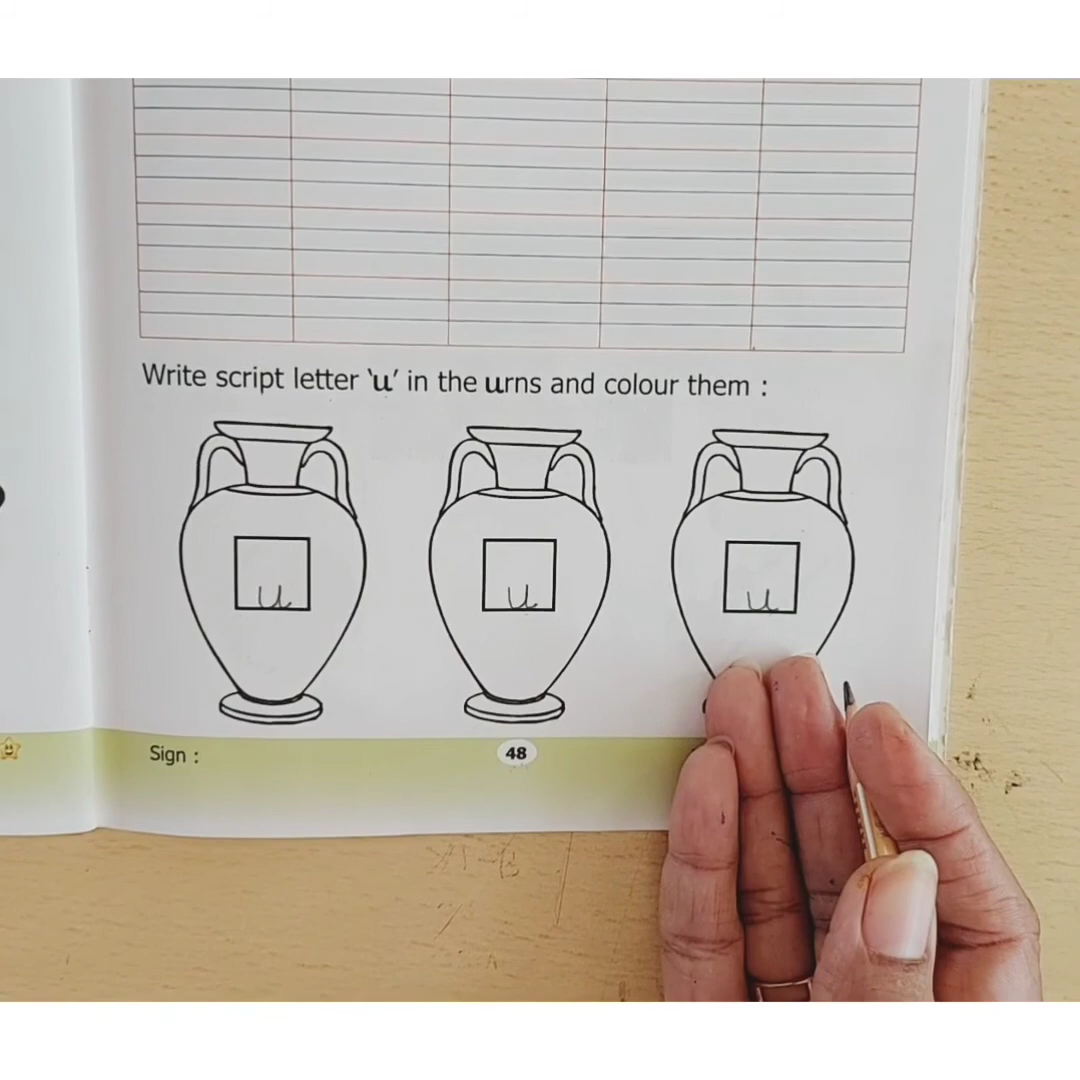 Write script letter ‘u’ in the urns and colour them :
u u u
Sign : 48